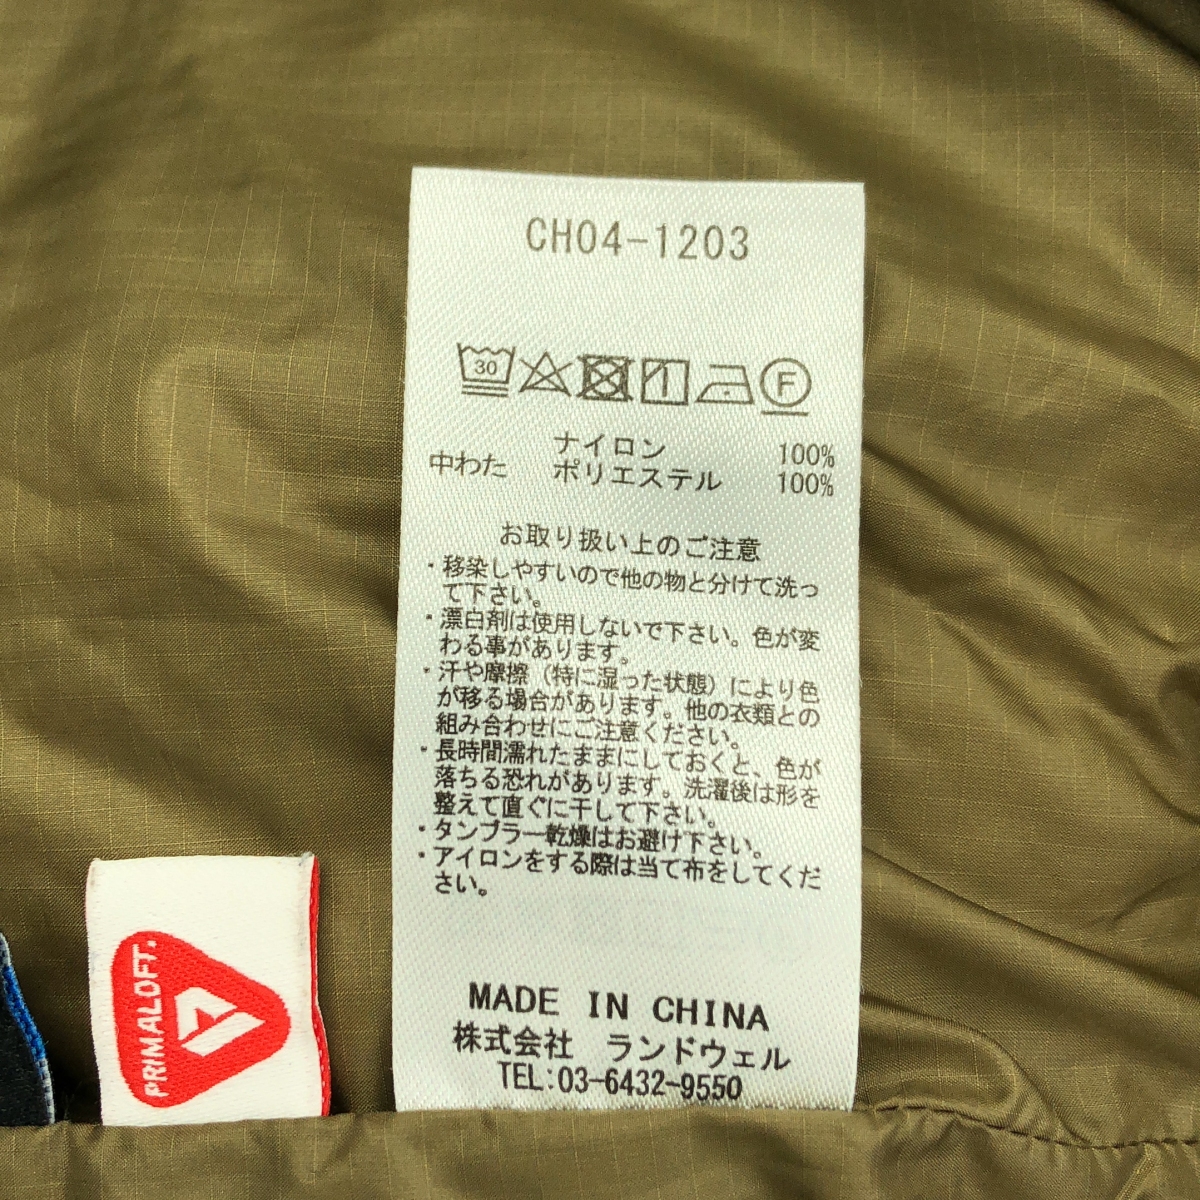 CH04-1203
30
F
ナイロン 100%
中わた ポリエステル 100%
お取り扱い上のご注意
・移染しやすいので他の物と分けて洗っ
て下さい。
・漂白剤は使用しないで下さい。色が変
わる事があります。
・汗や摩擦（特に湿った状態）により色
が移る場合があります。他の衣類との
組み合わせにご注意ください。
・長時間濡れたままにしておくと、色が
落ちる恐れがあります。洗濯後は形を
整えて直ぐに干して下さい。
・タンブラー乾燥はお避け下さい。
・アイロンをする際は当て布をしてくだ
さい。
MADE IN CHINA
株式会社 ランドウェル
TEL:03-6432-9550
PRIMALOFT.